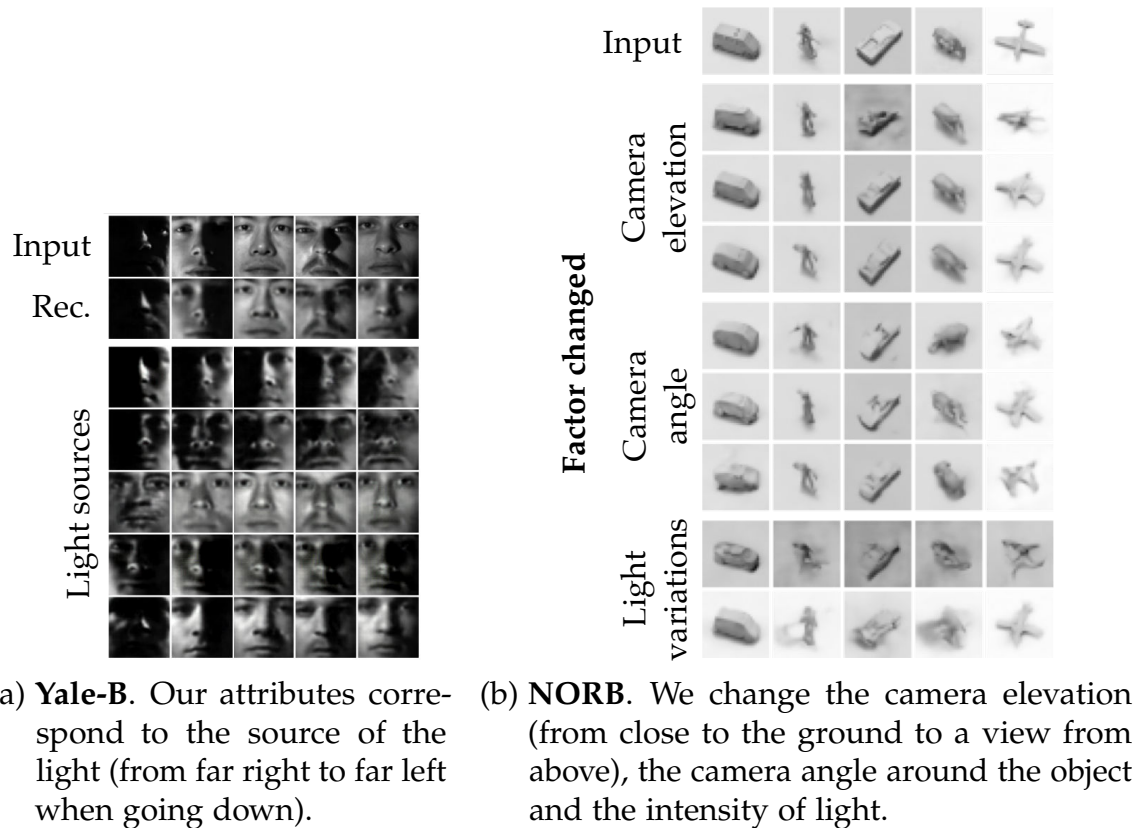 Input
Rec.
Light sources
Input
Factor changed
Camera
elevation
Camera
angle
Light
variations
a) Yale-B. Our attributes corre-
spond to the source of the
light (from far right to far left
when going down).
(b) NORB. We change the camera elevation
(from close to the ground to a view from
above), the camera angle around the object
and the intensity of light.